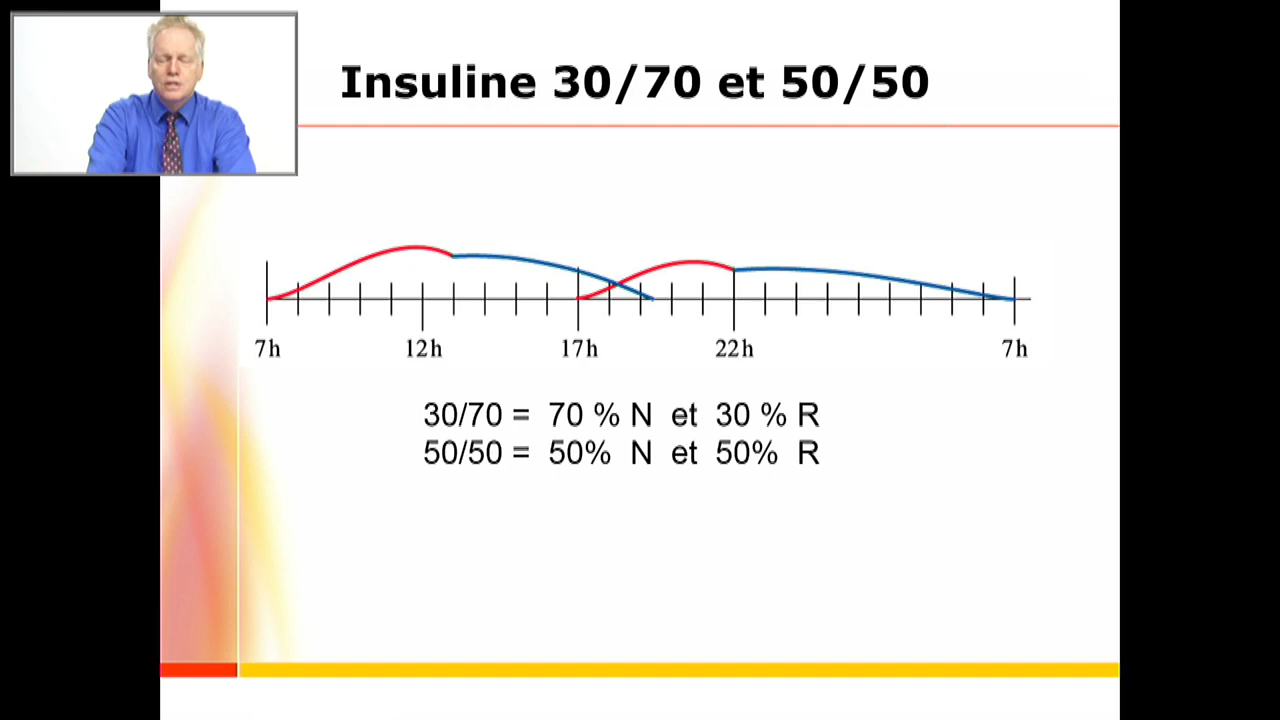 Insuline 30/70 et 50/50
7h 12h 17h 22h 7h
30/70 = 70 % N et 30 % R
50/50 = 50% N et 50% R